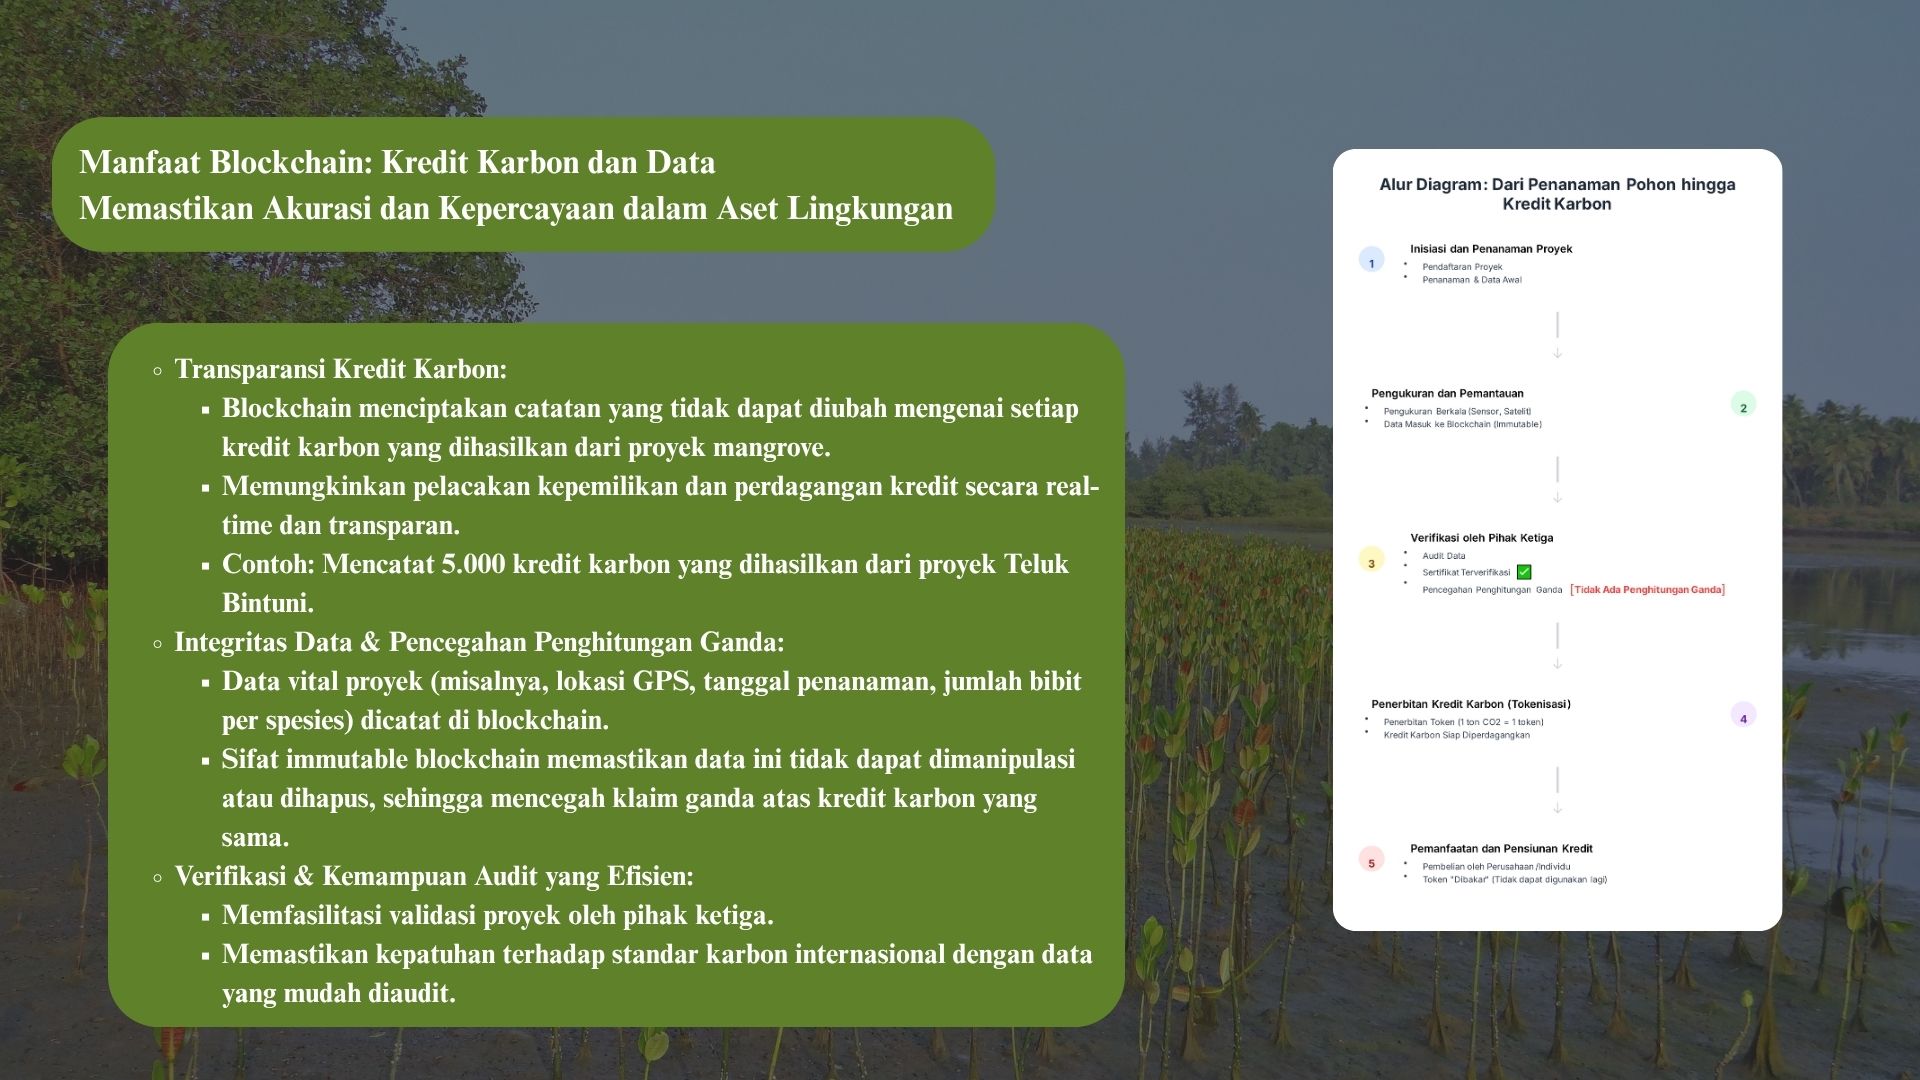 Manfaat Blockchain: Kredit Karbon dan Data
Memastikan Akurasi dan Kepercayaan dalam Aset Lingkungan
Transparansi Kredit Karbon:
Blockchain menciptakan catatan yang tidak dapat diubah mengenai setiap
kredit karbon yang dihasilkan dari proyek mangrove.
Memungkinkan pelacakan kepemilikan dan perdagangan kredit secara real-
time dan transparan.
Contoh: Mencatat 5.000 kredit karbon yang dihasilkan dari proyek Teluk
Bintuni.
Integritas Data & Pencegahan Penghitungan Ganda:
Data vital proyek (misalnya, lokasi GPS, tanggal penanaman, jumlah bibit
per spesies) dicatat di blockchain.
Sifat immutable blockchain memastikan data ini tidak dapat dimanipulasi
atau dihapus, sehingga mencegah klaim ganda atas kredit karbon yang
sama.
Verifikasi & Kemampuan Audit yang Efisien:
Memfasilitasi validasi proyek oleh pihak ketiga.
Memastikan kepatuhan terhadap standar karbon internasional dengan data
yang mudah diaudit.
Alur Diagram: Dari Penanaman Pohon hingga
Kredit Karbon
1
Inisiasi dan Penanaman Proyek
Pendaftaran Proyek
Penanaman & Data Awal
Pengukuran dan Pemantauan
2
Pengukuran Berkala (Sensor, Satelit)
Data Masuk ke Blockchain (Immutable)
Verifikasi oleh Pihak Ketiga
3
Audit Data
Sertifikat Terverifikasi ✅
Pencegahan Penghitungan Ganda [Tidak Ada Penghitungan Ganda]
Penerbitan Kredit Karbon (Tokenisasi)
4
Penerbitan Token (1 ton CO2 = 1 token)
Kredit Karbon Siap Diperdagangkan
Pemanfaatan dan Pensiunan Kredit
5
Pembelian oleh Perusahaan/Individu
Token "Dibakar" (Tidak dapat digunakan lagi)